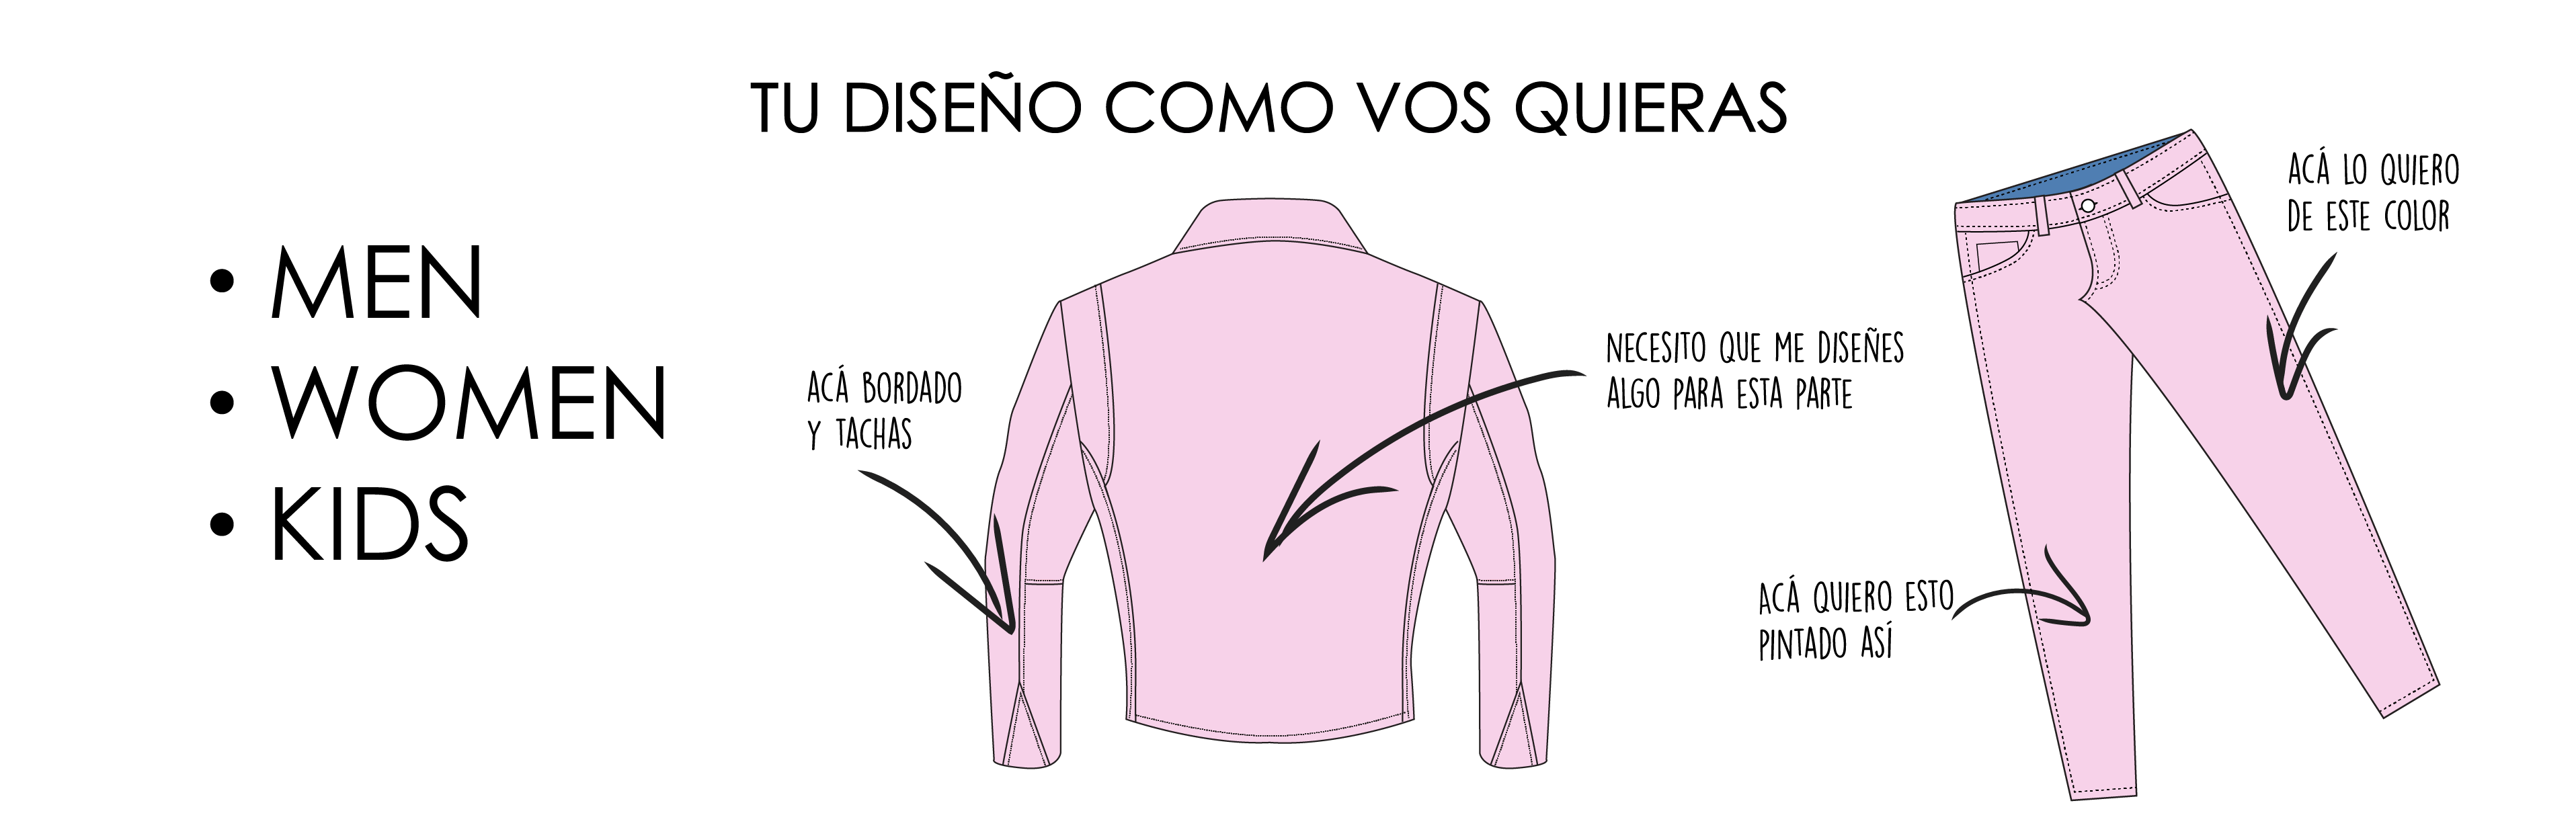 TU DISEÑO COMO VOS QUIERAS
• MEN
• WOMEN
• KIDS
ACÁ BORDADO
Y TACHAS
NECESITO QUE ME DISEÑES
ALGO PARA ESTA PARTE
ACÁ LO QUIERO
DE ESTE COLOR
ACÁ QUIERO ESTO
PINTADO ASÍ